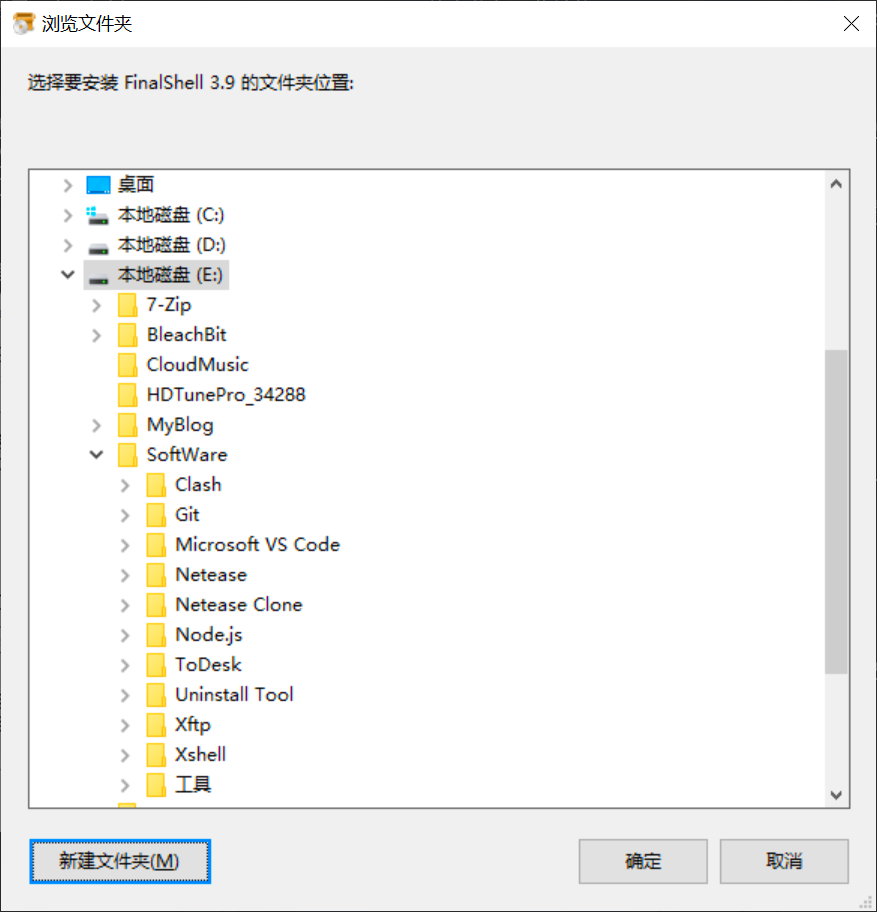 浏览文件夹
选择要安装 FinalShell 3.9 的文件夹位置:
桌面
本地磁盘 (C:)
本地磁盘 (D:)
本地磁盘 (E:)
7-Zip
BleachBit
CloudMusic
HDTunePro_34288
MyBlog
SoftWare
Clash
Git
Microsoft VS Code
Netease
Netease Clone
Node.js
ToDesk
Uninstall Tool
Xftp
Xshell
工具
新建文件夹(M) 确定 取消